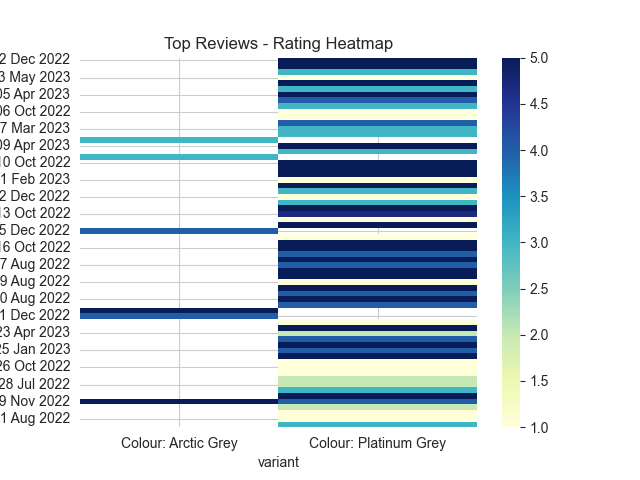 Top Reviews - Rating Heatmap
2 Dec 2022
3 May 2023
05 Apr 2023
06 Oct 2022
7 Mar 2023
09 Apr 2023
10 Oct 2022
1 Feb 2023
2 Dec 2022
13 Oct 2022
5 Dec 2022
16 Oct 2022
7 Aug 2022
9 Aug 2022
0 Aug 2022
1 Dec 2022
23 Apr 2023
25 Jan 2023
26 Oct 2022
28 Jul 2022
9 Nov 2022
1 Aug 2022
Colour: Arctic Grey
Colour: Platinum Grey
variant
5.0
4.5
4.0
3.5
3.0
2.5
2.0
1.5
1.0